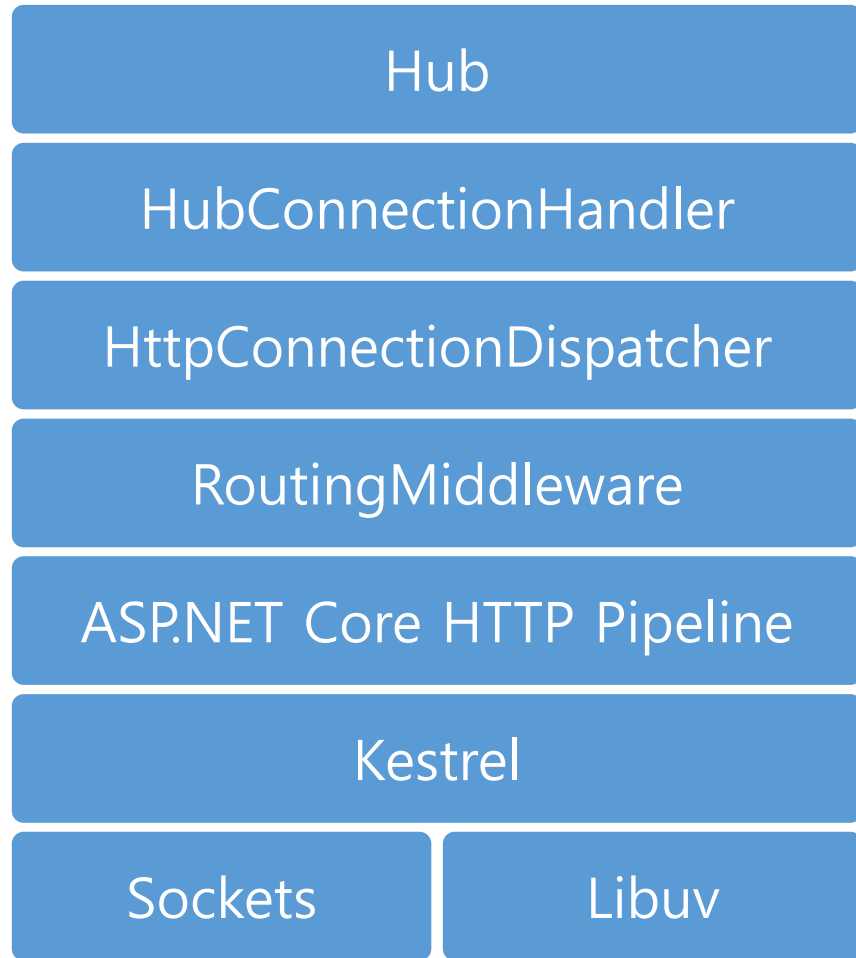 Hub
HubConnectionHandler
HttpConnectionDispatcher
RoutingMiddleware
ASP.NET Core HTTP Pipeline
Kestrel
Sockets
Libuv